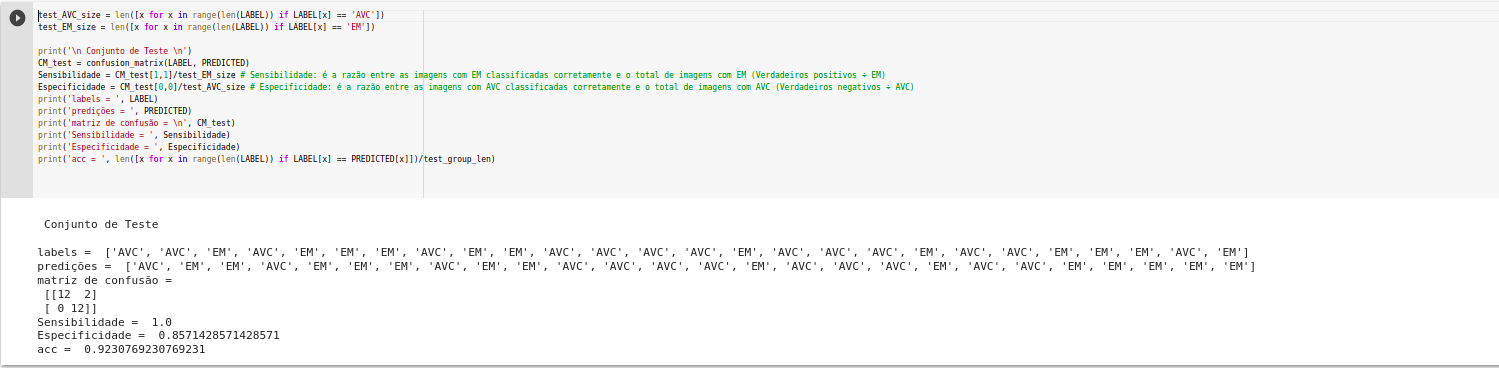 test_AVC_size = len([x for x in range(len(LABEL)) if LABEL[x] == 'AVC'])
test_EM_size = len([x for x in range(len(LABEL)) if LABEL[x] == 'EM'])
print('\n Conjunto de Teste \n')
CM_test = confusion_matrix(LABEL, PREDICTED)
Sensibilidade = CM_test[1,1]/test_EM_size # Sensibilidade: é a razão entre as imagens com EM classificadas corretamente e o total de imagens com EM (Verdadeiros positivos ÷ EM)
Especificidade = CM_test[0,0]/test_AVC_size # Especificidade: é a razão entre as imagens com AVC classificadas corretamente e o total de imagens com AVC (Verdadeiros negativos ÷ AVC)
print('labels = ', LABEL)
print('predições = ', PREDICTED)
print('matriz de confusão = \n', CM_test)
print('Sensibilidade = ', Sensibilidade)
print('Especificidade = ', Especificidade)
print('acc = ', len([x for x in range(len(LABEL)) if LABEL[x] == PREDICTED[x]])/test_group_len)
Conjunto de Teste
labels =  ['AVC', 'AVC', 'EM', 'AVC', 'EM', 'EM', 'EM', 'AVC', 'EM', 'EM', 'AVC', 'AVC', 'AVC', 'AVC', 'EM', 'AVC', 'AVC', 'AVC', 'EM', 'AVC', 'AVC', 'EM', 'EM', 'EM', 'AVC', 'EM']
predições =  ['AVC', 'EM', 'EM', 'AVC', 'EM', 'EM', 'EM', 'AVC', 'EM', 'EM', 'AVC', 'AVC', 'AVC', 'AVC', 'EM', 'AVC', 'AVC', 'AVC', 'EM', 'AVC', 'AVC', 'EM', 'EM', 'EM', 'EM', 'EM']
matriz de confusão =
[[12  2]
[ 0 12]]
Sensibilidade =  1.0
Especificidade =  0.8571428571428571
acc =  0.9230769230769231